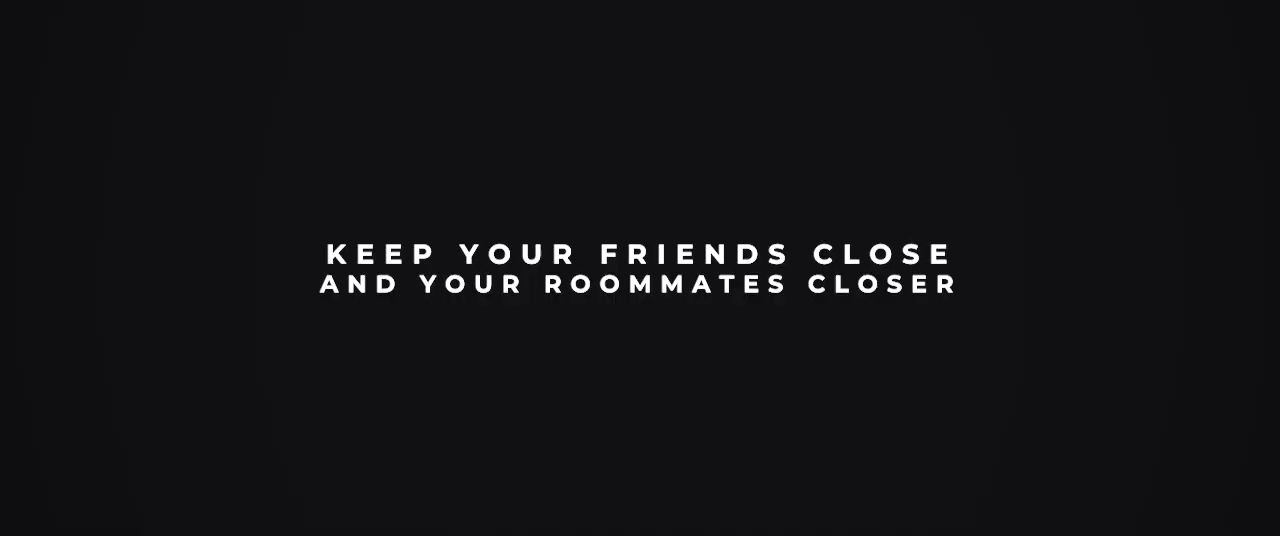 KEEP YOUR FRIENDS CLOSE
AND YOUR ROOMMATES CLOSER